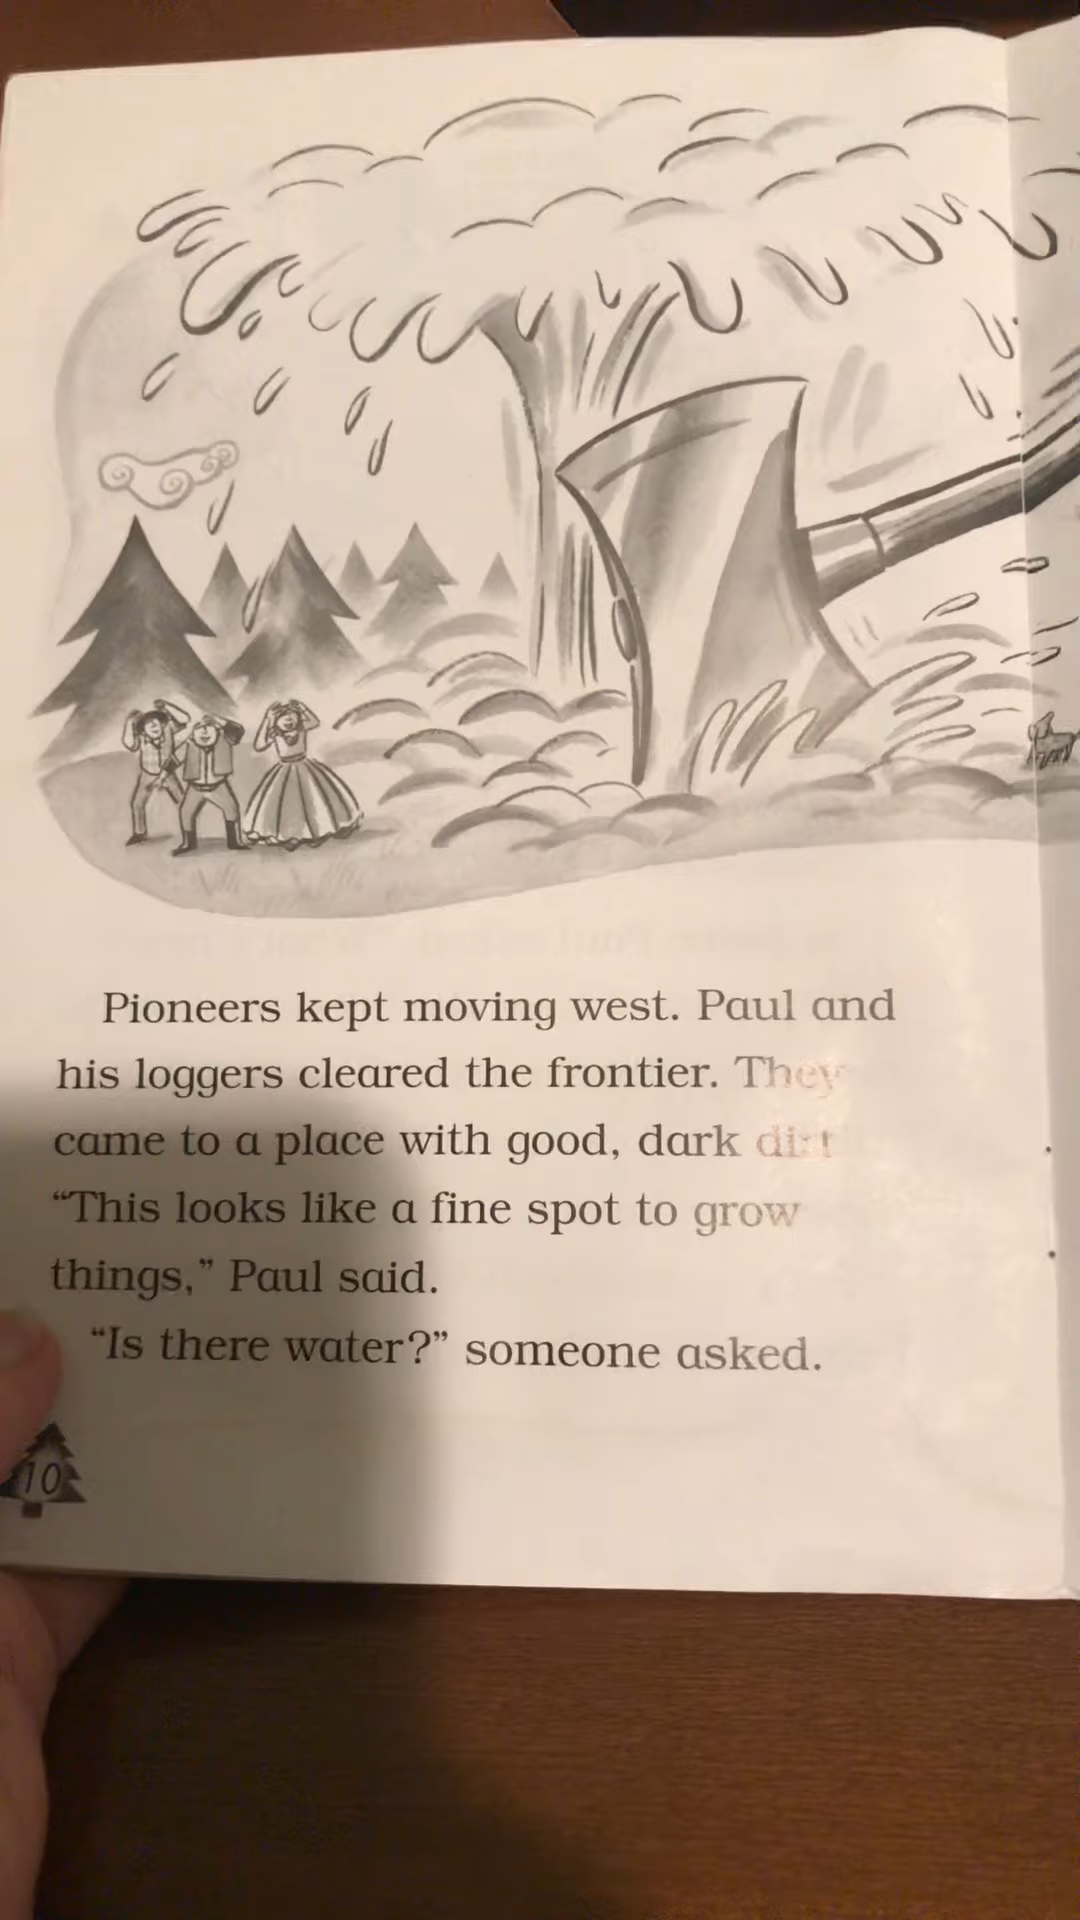 Pioneers kept moving west. Paul and
his loggers cleared the frontier. They
came to a place with good, dark dirt
“This looks like a fine spot to grow
things,” Paul said.
“Is there water?” someone asked.
10